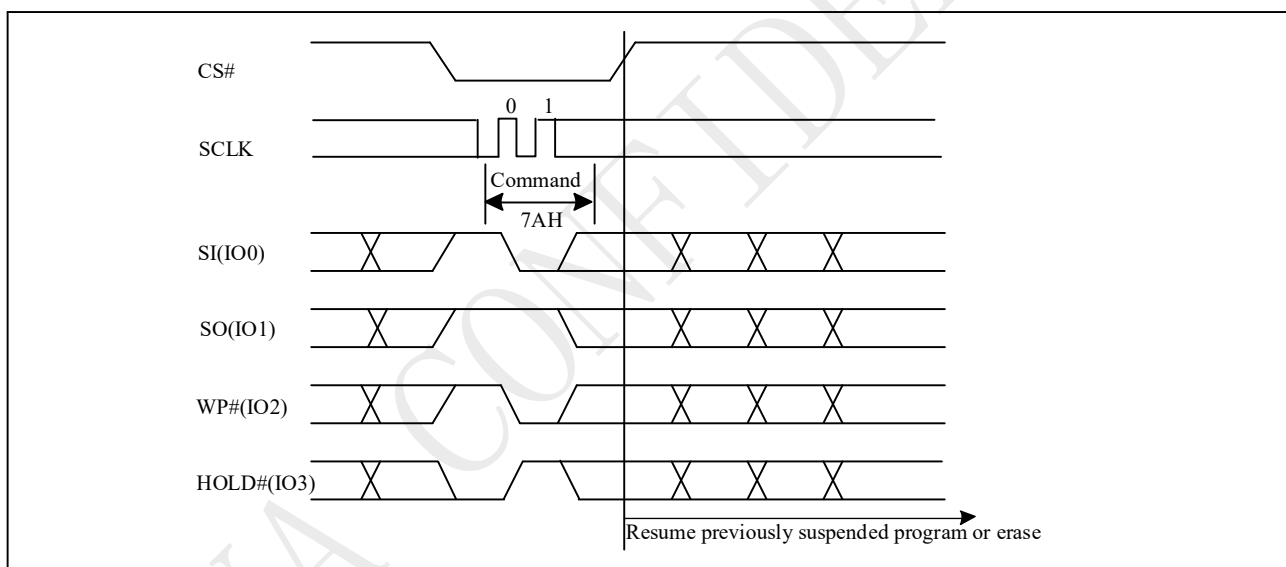 CS#
0 1
SCLK
Command
7AH
SI(IO0)
SO(IO1)
WP#(IO2)
HOLD#(IO3)
Resume previously suspended program or erase